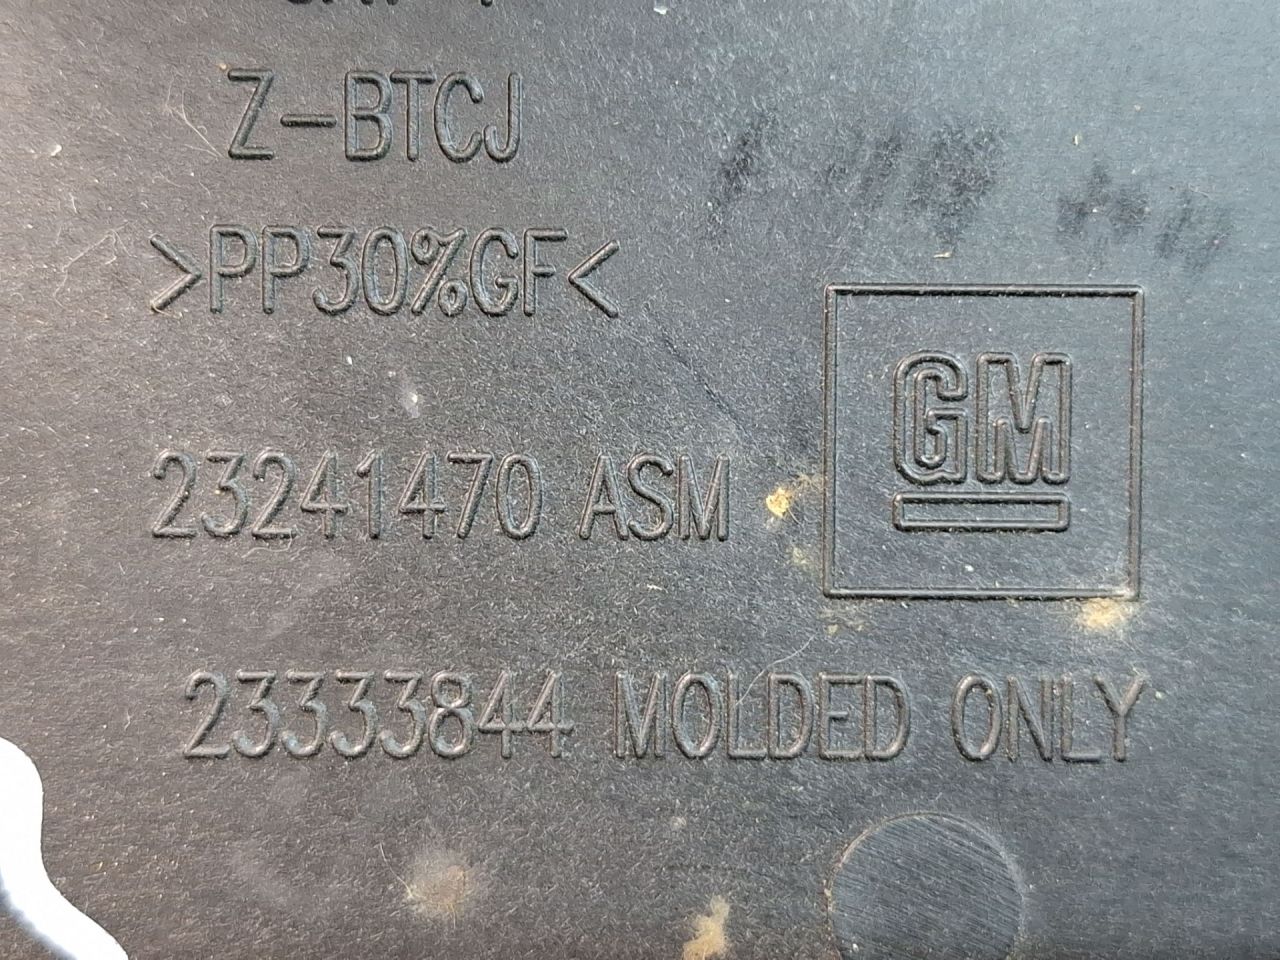 Z-BTCJ
>PP30%GF<
GM
23241470 ASM
23333844 MOLDED ONLY